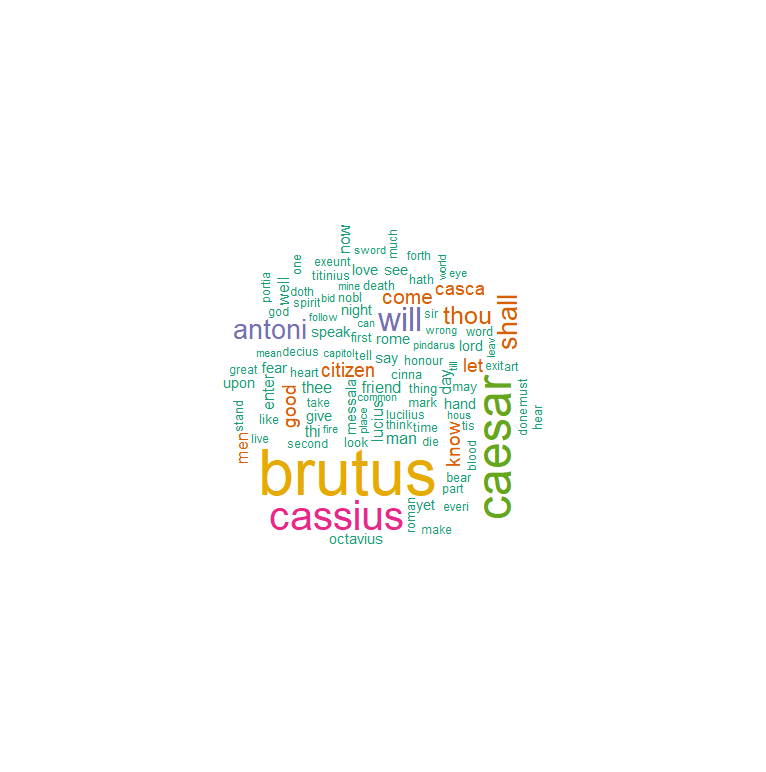 now
sword
much
one
exeunt
forth
portia
titinius
love
see
world
eye
well
mine
death
hath
doth
bid
nobl
come
casca
spirit
god
follow
night
will
sir
thou
shall
antoni
can
speak
first
rome
wrong
word
mean
decius
capitol
tell
say
honour
pindarus
lord
leav
great
fear
heart
citizen
cinna
day
till
let
exit
art
upon
enter
thee
friend
thing
may
caesar
done
must
stand
like
good
take
messala
common
mark
hand
hear
give
place
lucius
lucilius
hous
men
live
thi
fire
think
time
tis
second
look
man
die
know
blood
brutus
bear
part
cassius
roman
yet
everi
make
octavius